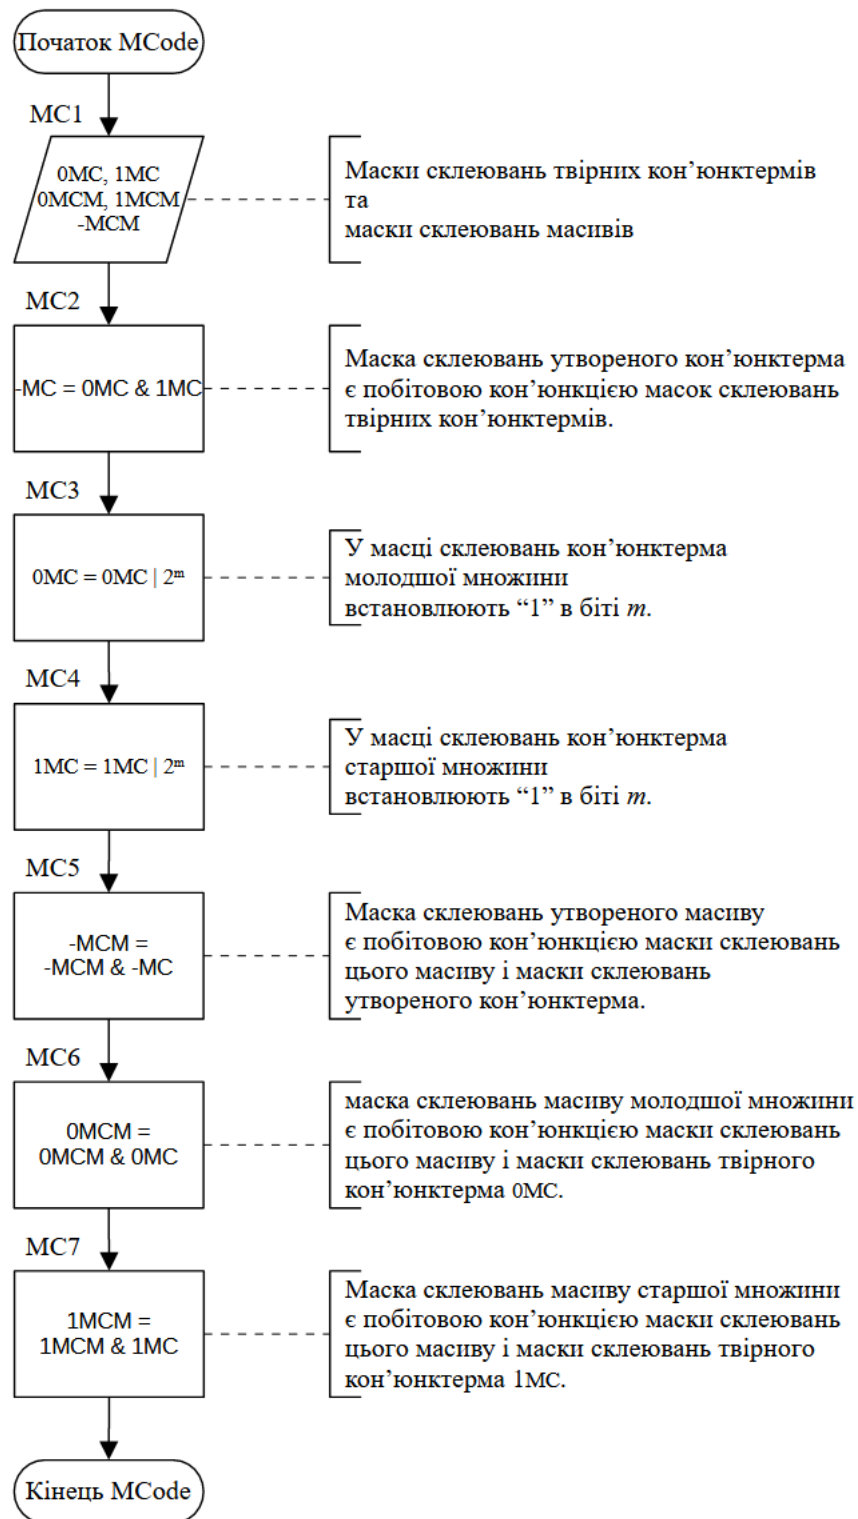 Початок MCode
MC1
0MC, 1MC
0MCM, 1MCM
-MCM
Маски склеювань твірних кон’юнктермів
та
маски склеювань масивів
MC2
-MC = 0MC & 1MC
Маска склеювань утвореного кон’юнктерма
є побітовою кон’юнкцією масок склеювань
твірних кон’юнктермів.
MC3
0MC = 0MC | 2ᵐ
У масці склеювань кон’юнктерма
молодшої множини
встановлюють “1” в біті m.
MC4
1MC = 1MC | 2ᵐ
У масці склеювань кон’юнктерма
старшої множини
встановлюють “1” в біті m.
MC5
-MCM =
-MCM & -MC
Маска склеювань утвореного масиву
є побітовою кон’юнкцією маски склеювань
цього масиву і маски склеювань
утвореного кон’юнктерма.
MC6
0MCM =
0MCM & 0MC
маска склеювань масиву молодшої множини
є побітовою кон’юнкцією маски склеювань
цього масиву і маски склеювань твірного
кон’юнктерма 0MC.
MC7
1MCM =
1MCM & 1MC
Маска склеювань масиву старшої множини
є побітовою кон’юнкцією маски склеювань
цього масиву і маски склеювань твірного
кон’юнктерма 1MC.
Кінець MCode